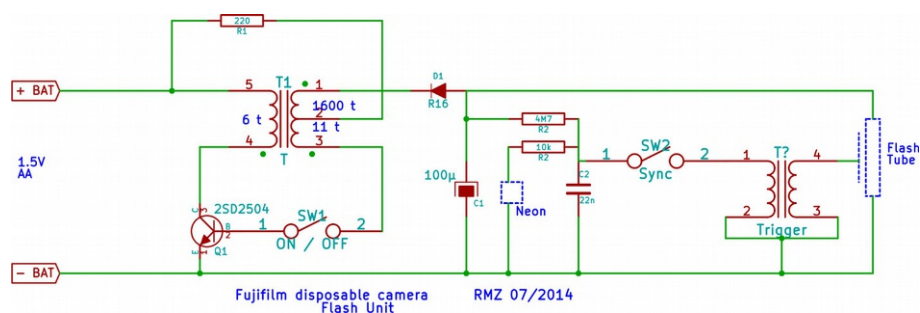 220
R1
+ BAT
5
T1
1
D1
R16
1600 t
2
6 t
11 t
4
T
3
4M7
R2
10k
R2
1.5V
AA
100µ
C1
Neon
C2
22n
1
SW2
2
Sync
1
T?
4
2
3
Trigger
Flash
Tube
2SD2504
C
3
B
2
E
1
Q1
1
SW1
2
ON / OFF
- BAT
Fujifilm disposable camera
Flash Unit
RMZ 07/2014